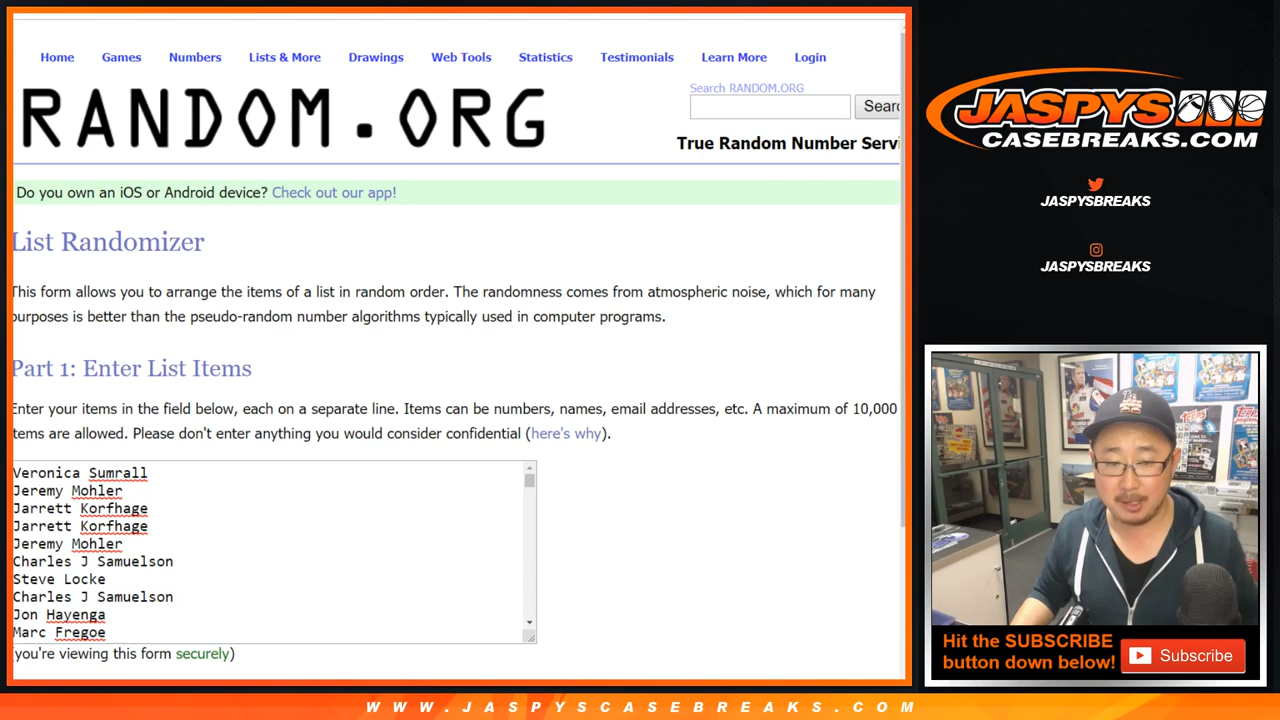 Home Games Numbers Lists & More Drawings Web Tools Statistics Testimonials Learn More Login
RANDOM.ORG
Search RANDOM.ORG
Searc
True Random Number Servi
Do you own an iOS or Android device? Check out our app!
List Randomizer
This form allows you to arrange the items of a list in random order. The randomness comes from atmospheric noise, which for many
purposes is better than the pseudo-random number algorithms typically used in computer programs.
Part 1: Enter List Items
Enter your items in the field below, each on a separate line. Items can be numbers, names, email addresses, etc. A maximum of 10,000
items are allowed. Please don't enter anything you would consider confidential (here's why).
Veronica Sumrall
Jeremy Mohler
Jarrett Korfhage
Jarrett Korfhage
Jeremy Mohler
Charles J Samuelson
Steve Locke
Charles J Samuelson
Jon Hayenga
Marc Fregoe
(you're viewing this form securely)
JASPYS
CASEBREAKS.COM
JASPYSBREAKS
JASPYSBREAKS
Topps
Hit the SUBSCRIBE
button down below!
Subscribe
WWW.JASPYSCASEBREAKS.COM